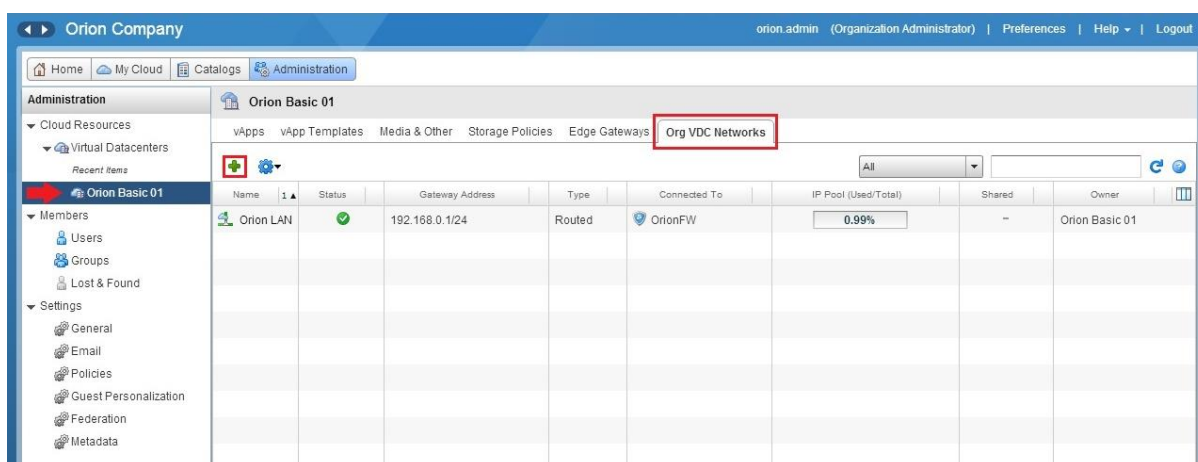 Orion Company
orion.admin (Organization Administrator) | Preferences | Help | Logout
Home My Cloud Catalogs Administration
Administration
Orion Basic 01
Cloud Resources
vApps vApp Templates Media & Other Storage Policies Edge Gateways Org VDC Networks
Virtual Datacenters
Recent Items
All
Orion Basic 01
Name 1 Status Gateway Address Type Connected To IP Pool (Used/Total) Shared Owner
Members
Orion LAN 192.168.0.1/24 Routed OrionFW 0.99% - Orion Basic 01
Users
Groups
Lost & Found
Settings
General
Email
Policies
Guest Personalization
Federation
Metadata